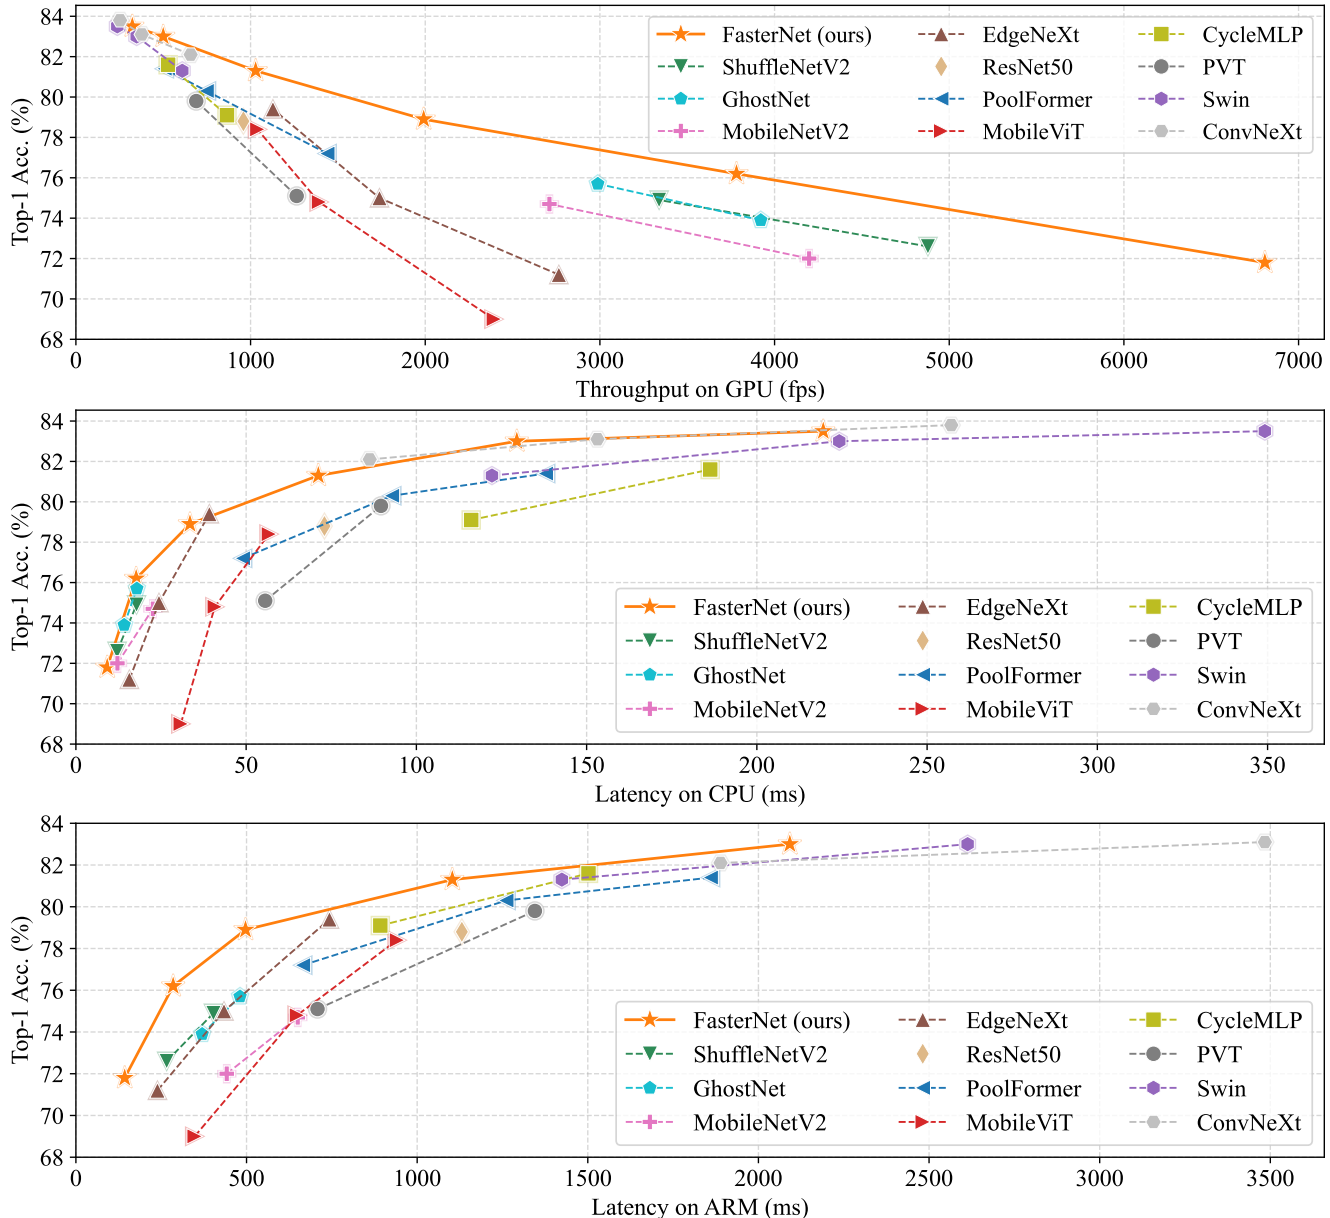 84
82
80
78
76
74
72
70
68
Top-1 Acc. (%)
FasterNet (ours) EdgeNeXt CycleMLP
ShuffleNetV2 ResNet50 PVT
GhostNet PoolFormer Swin
MobileNetV2 MobileViT ConvNeXt
0 1000 2000 3000 4000 5000 6000 7000
Throughput on GPU (fps)
84
82
80
78
76
74
72
70
68
Top-1 Acc. (%)
FasterNet (ours) EdgeNeXt CycleMLP
ShuffleNetV2 ResNet50 PVT
GhostNet PoolFormer Swin
MobileNetV2 MobileViT ConvNeXt
0 50 100 150 200 250 300 350
Latency on CPU (ms)
84
82
80
78
76
74
72
70
68
Top-1 Acc. (%)
FasterNet (ours) EdgeNeXt CycleMLP
ShuffleNetV2 ResNet50 PVT
GhostNet PoolFormer Swin
MobileNetV2 MobileViT ConvNeXt
0 500 1000 1500 2000 2500 3000 3500
Latency on ARM (ms)